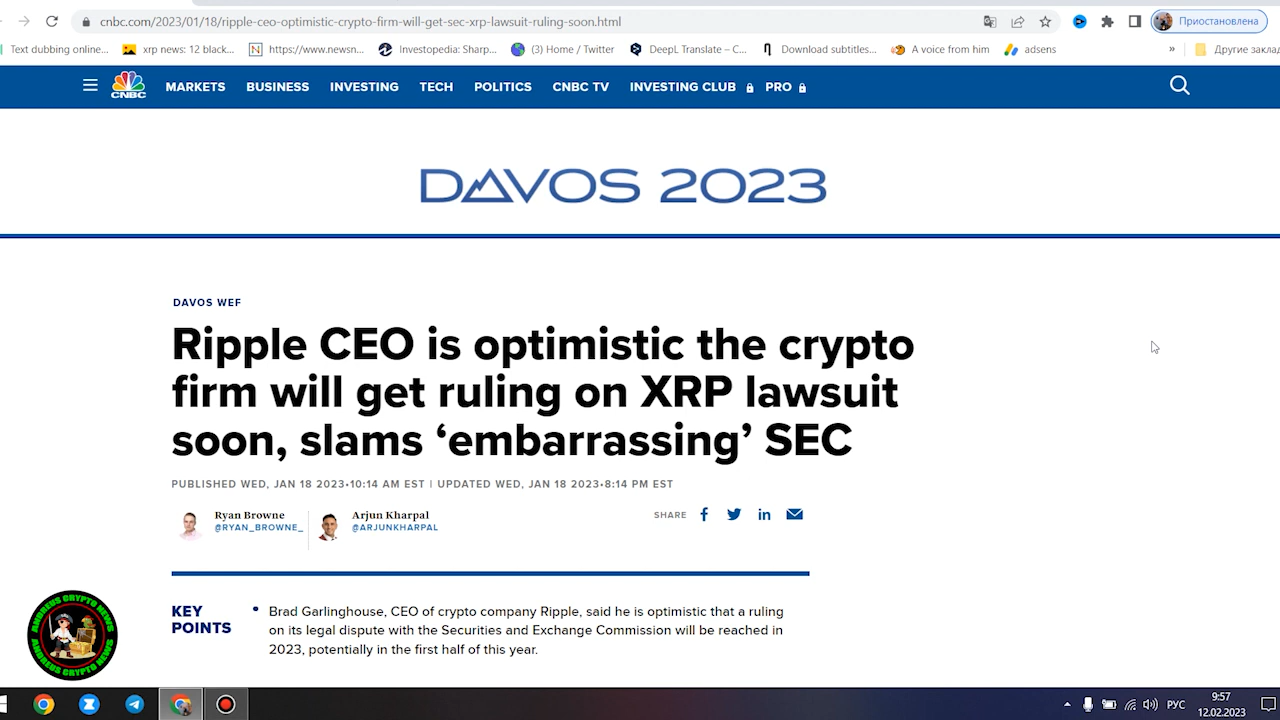 cnbc.com/2023/01/18/ripple-ceo-optimistic-crypto-firm-will-get-sec-xrp-lawsuit-ruling-soon.html
Приостановлена
Text dubbing online... xrp news: 12 black... https://www.newsn... Investopedia: Sharp... (3) Home / Twitter DeepL Translate – C... Download subtitles... A voice from him adsens » Другие заклад
CNBC MARKETS BUSINESS INVESTING TECH POLITICS CNBC TV INVESTING CLUB PRO
DAVOS 2023
DAVOS WEF
Ripple CEO is optimistic the crypto
firm will get ruling on XRP lawsuit
soon, slams ‘embarrassing’ SEC
PUBLISHED WED, JAN 18 2023•10:14 AM EST | UPDATED WED, JAN 18 2023•8:14 PM EST
Ryan Browne
@RYAN_BROWNE_
Arjun Kharpal
@ARJUNKHARPAL
SHARE
KEY
POINTS
• Brad Garlinghouse, CEO of crypto company Ripple, said he is optimistic that a ruling
on its legal dispute with the Securities and Exchange Commission will be reached in
2023, potentially in the first half of this year.
ANDREUS CRYPTO NEWS
ANDREUS CRYPTO NEWS
РУС
9:57
12.02.2023